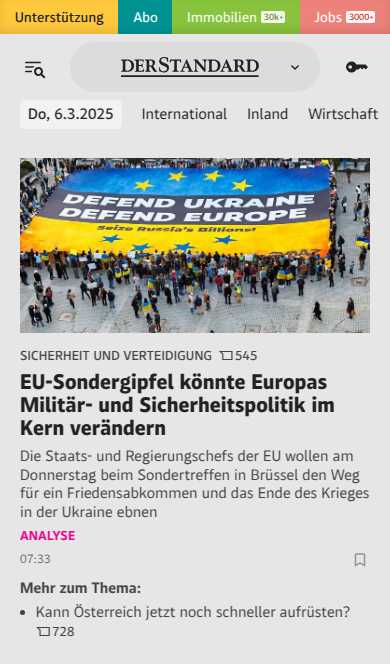 Unterstützung Abo Immobilien 30k+ Jobs 3000+
DERSTANDARD
Do, 6.3.2025 International Inland Wirtschaft
DEFEND UKRAINE
DEFEND EUROPE
Seize Russia's Billions!
SICHERHEIT UND VERTEIDIGUNG 545
EU-Sondergipfel könnte Europas
Militär- und Sicherheitspolitik im
Kern verändern
Die Staats- und Regierungschefs der EU wollen am
Donnerstag beim Sondertreffen in Brüssel den Weg
für ein Friedensabkommen und das Ende des Krieges
in der Ukraine ebnen
ANALYSE
07:33
Mehr zum Thema:
• Kann Österreich jetzt noch schneller aufrüsten?
728